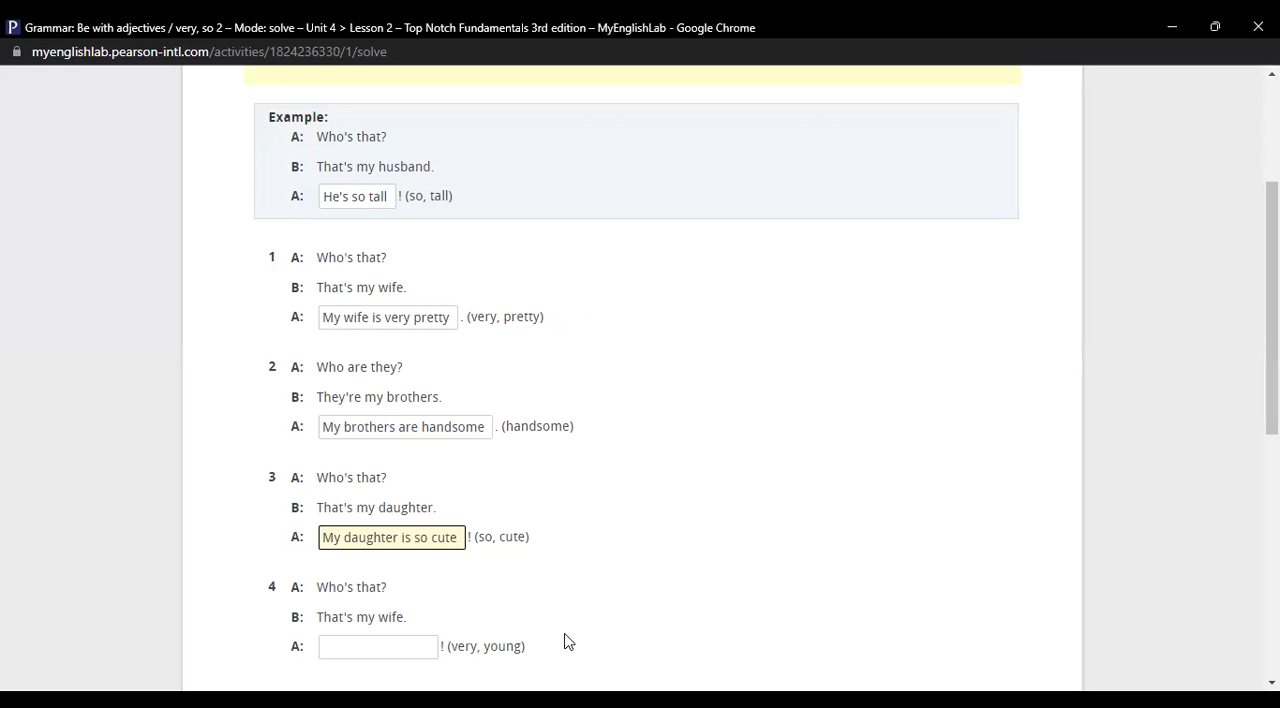 Grammar: Be with adjectives / very, so 2 – Mode: solve – Unit 4 > Lesson 2 – Top Notch Fundamentals 3rd edition – MyEnglishLab - Google Chrome
myenglishlab.pearson-intl.com/activities/1824236330/1/solve
Example:
A: Who's that?
B: That's my husband.
A: He's so tall ! (so, tall)
1 A: Who's that?
B: That's my wife.
A: My wife is very pretty . (very, pretty)
2 A: Who are they?
B: They're my brothers.
A: My brothers are handsome . (handsome)
3 A: Who's that?
B: That's my daughter.
A: My daughter is so cute ! (so, cute)
4 A: Who's that?
B: That's my wife.
A: ! (very, young)